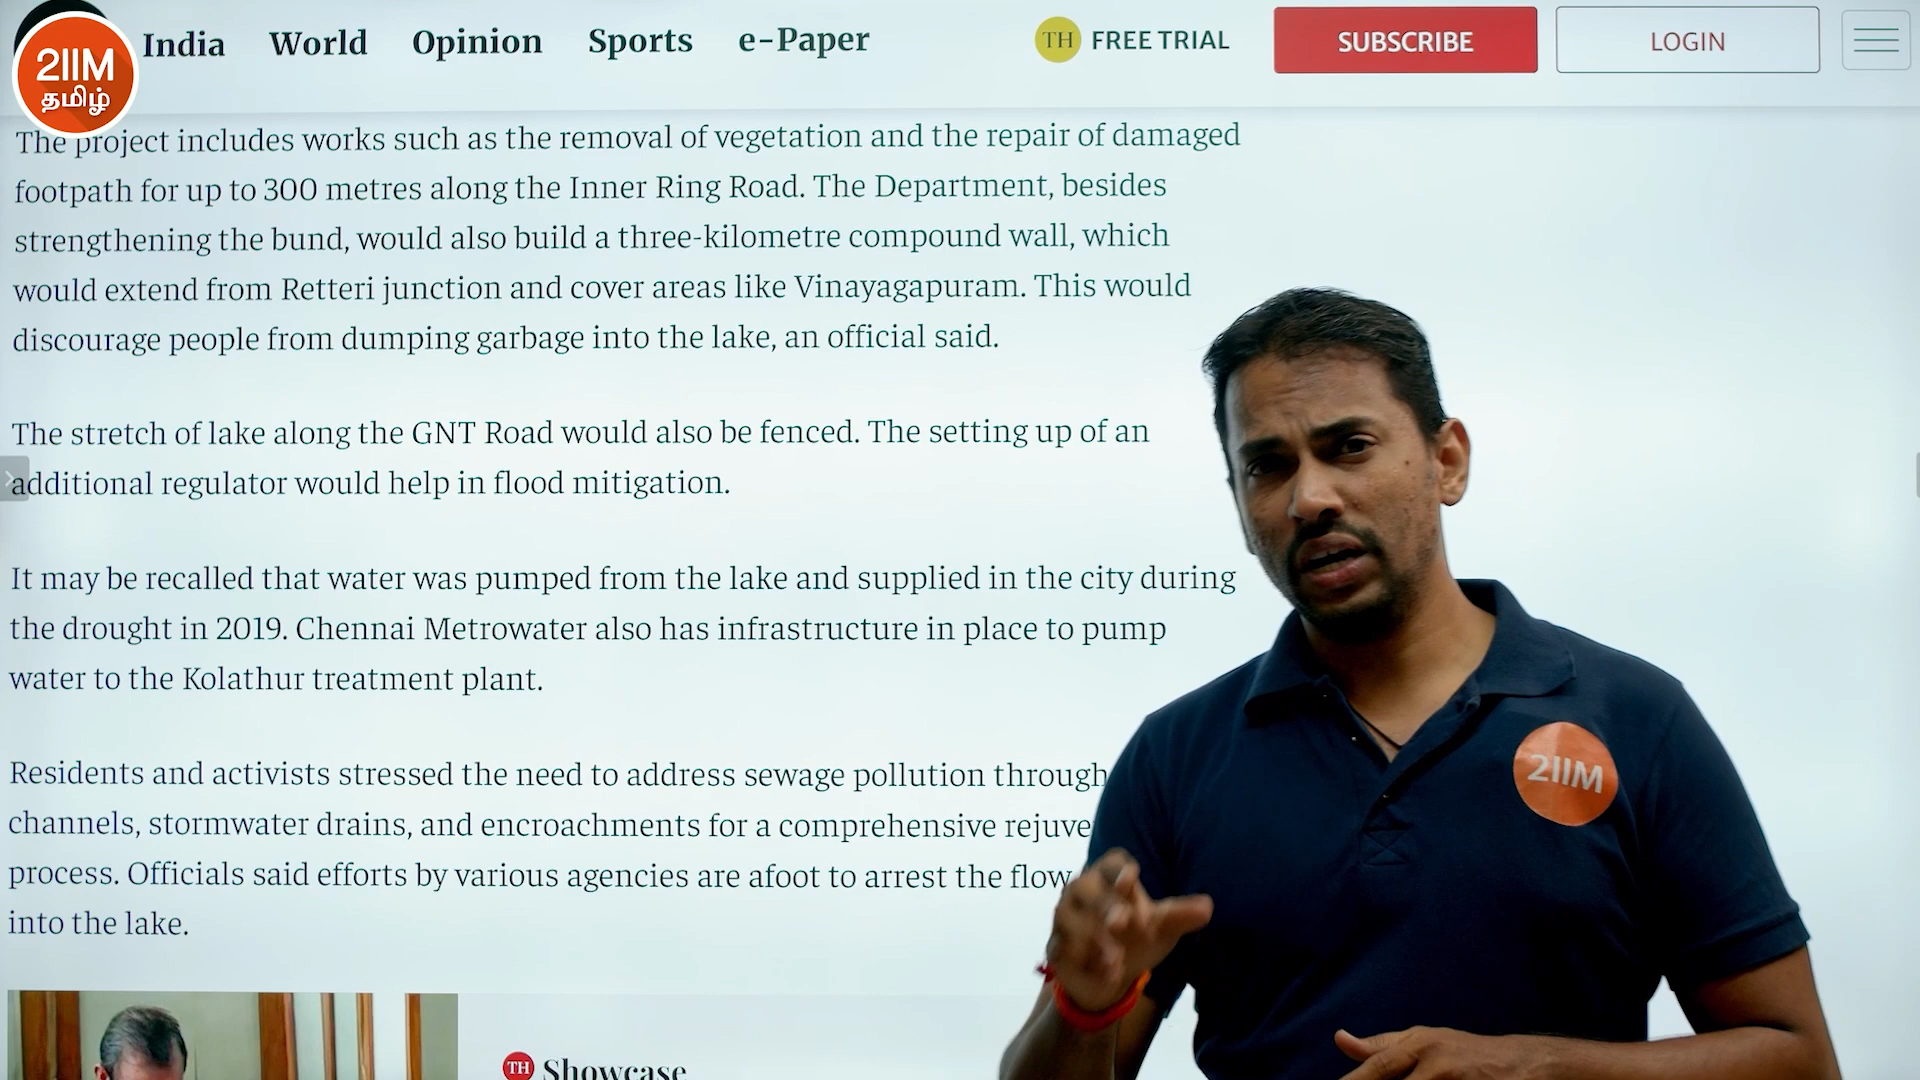 2IIM
தமிழ்
India World Opinion Sports e-Paper TH FREE TRIAL SUBSCRIBE LOGIN
The project includes works such as the removal of vegetation and the repair of damaged
footpath for up to 300 metres along the Inner Ring Road. The Department, besides
strengthening the bund, would also build a three-kilometre compound wall, which
would extend from Retteri junction and cover areas like Vinayagapuram. This would
discourage people from dumping garbage into the lake, an official said.
The stretch of lake along the GNT Road would also be fenced. The setting up of an
additional regulator would help in flood mitigation.
It may be recalled that water was pumped from the lake and supplied in the city during
the drought in 2019. Chennai Metrowater also has infrastructure in place to pump
water to the Kolathur treatment plant.
Residents and activists stressed the need to address sewage pollution through
channels, stormwater drains, and encroachments for a comprehensive rejuve
process. Officials said efforts by various agencies are afoot to arrest the flow
into the lake.
2IIM
TH Showcase